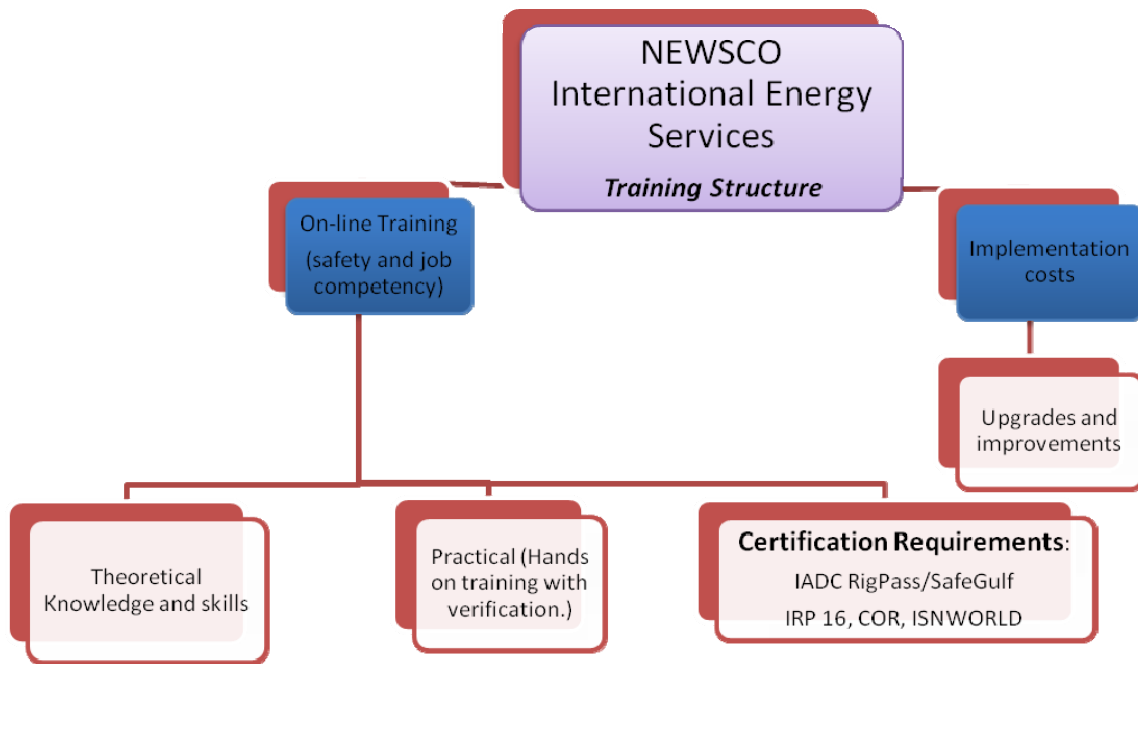 NEWSCO
International Energy
Services
Training Structure
On-line Training
(safety and job
competency)
Implementation
costs
Upgrades and
improvements
Theoretical
Knowledge and skills
Practical (Hands
on training with
verification.)
Certification Requirements:
IADC RigPass/SafeGulf
IRP 16, COR, ISNWORLD